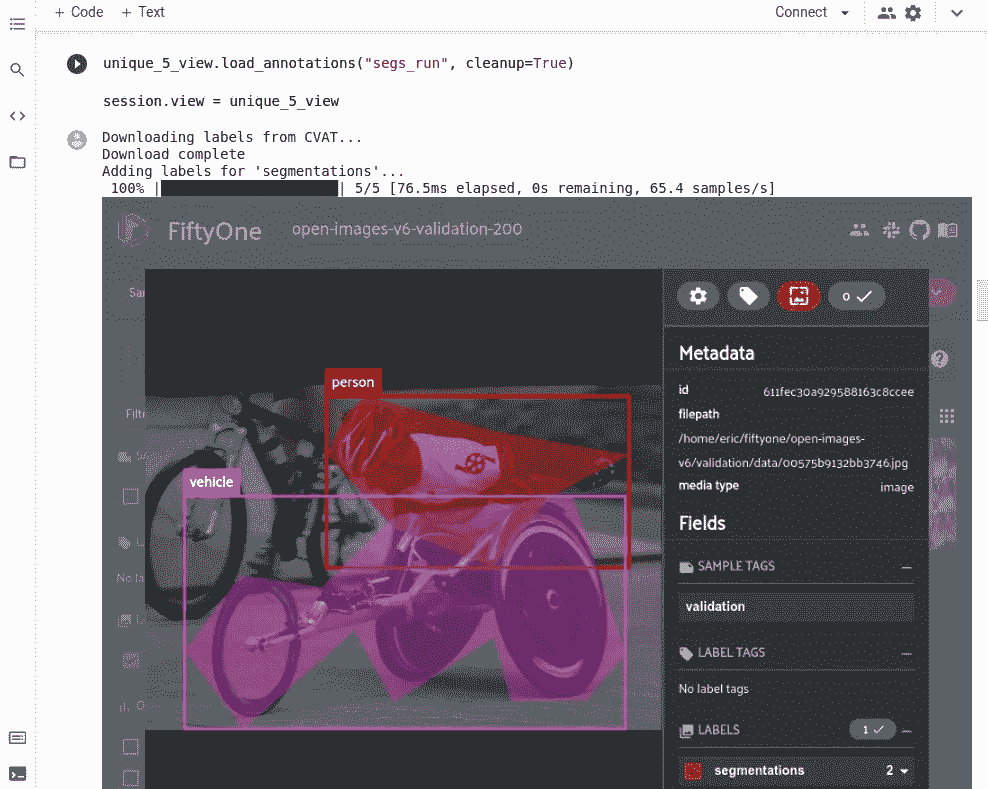 + Code + Text Connect
unique_5_view.load_annotations("segs_run", cleanup=True)
session.view = unique_5_view
Downloading labels from CVAT...
Download complete
Adding labels for 'segmentations'...
100% | | 5/5 [76.5ms elapsed, 0s remaining, 65.4 samples/s]
FiftyOne open-images-v6-validation-200
0
Metadata
id 611fec30a929588163c8ccee
filepath
/home/eric/fiftyone/open-images-
v6/validation/data/00575b9132bb3746.jpg
media type image
Fields
SAMPLE TAGS
validation
LABEL TAGS
No label tags
LABELS 1
segmentations 2
person
vehicle
No la